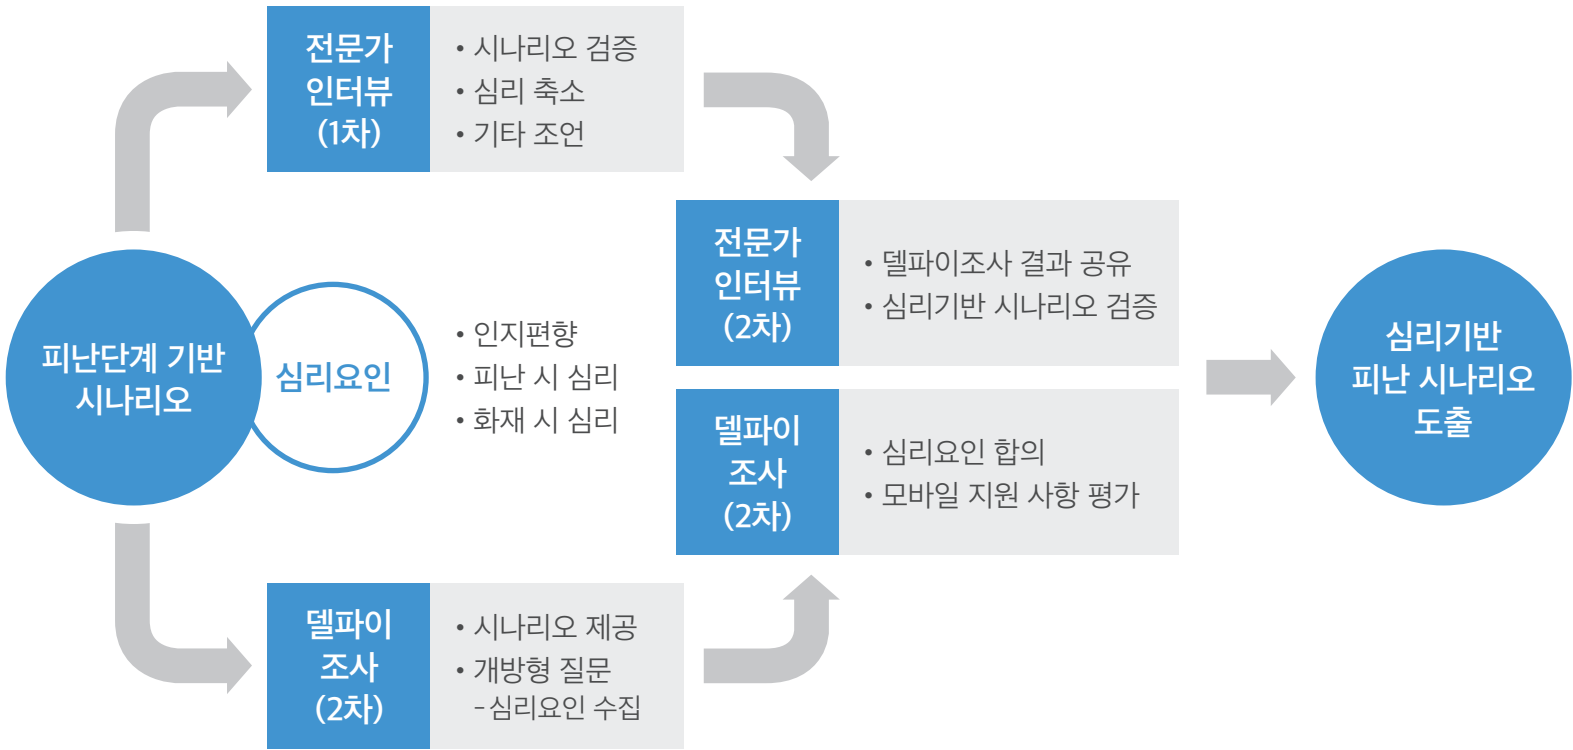 전문가
인터뷰
(1차)
• 시나리오 검증
• 심리 축소
• 기타 조언
피난단계 기반
시나리오
심리요인
• 인지편향
• 피난 시 심리
• 화재 시 심리
델파이
조사
(2차)
• 시나리오 제공
• 개방형 질문
- 심리요인 수집
전문가
인터뷰
(2차)
• 델파이조사 결과 공유
• 심리기반 시나리오 검증
델파이
조사
(2차)
• 심리요인 합의
• 모바일 지원 사항 평가
심리기반
피난 시나리오
도출